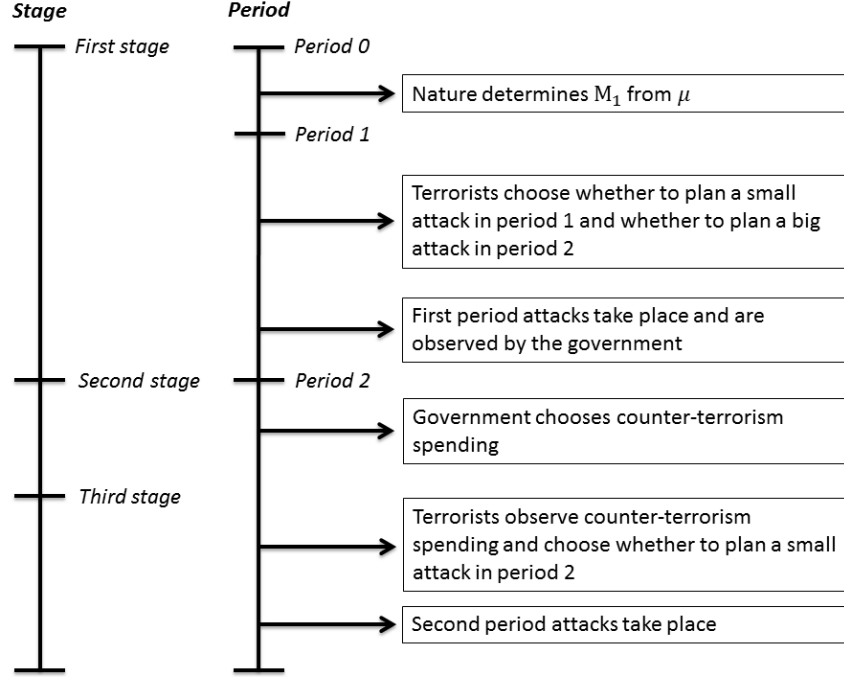 Stage
Period
First stage
Period 0
Nature determines M₁ from μ
Period 1
Terrorists choose whether to plan a small
attack in period 1 and whether to plan a big
attack in period 2
First period attacks take place and are
observed by the government
Second stage
Period 2
Government chooses counter-terrorism
spending
Third stage
Terrorists observe counter-terrorism
spending and choose whether to plan a small
attack in period 2
Second period attacks take place